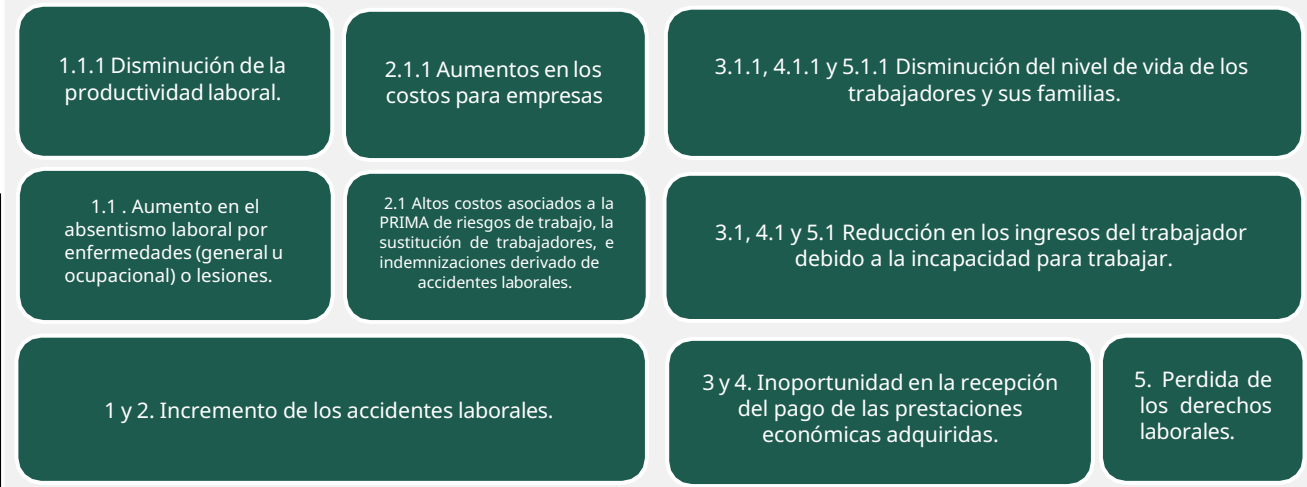 1.1.1 Disminución de la
productividad laboral.
2.1.1 Aumentos en los
costos para empresas
3.1.1, 4.1.1 y 5.1.1 Disminución del nivel de vida de los
trabajadores y sus familias.
1.1 . Aumento en el
absentismo laboral por
enfermedades (general u
ocupacional) o lesiones.
2.1 Altos costos asociados a la
PRIMA de riesgos de trabajo, la
sustitución de trabajadores, e
indemnizaciones derivado de
accidentes laborales.
3.1, 4.1 y 5.1 Reducción en los ingresos del trabajador
debido a la incapacidad para trabajar.
1 y 2. Incremento de los accidentes laborales.
3 y 4. Inoportunidad en la recepción
del pago de las prestaciones
económicas adquiridas.
5. Perdida de
los derechos
laborales.